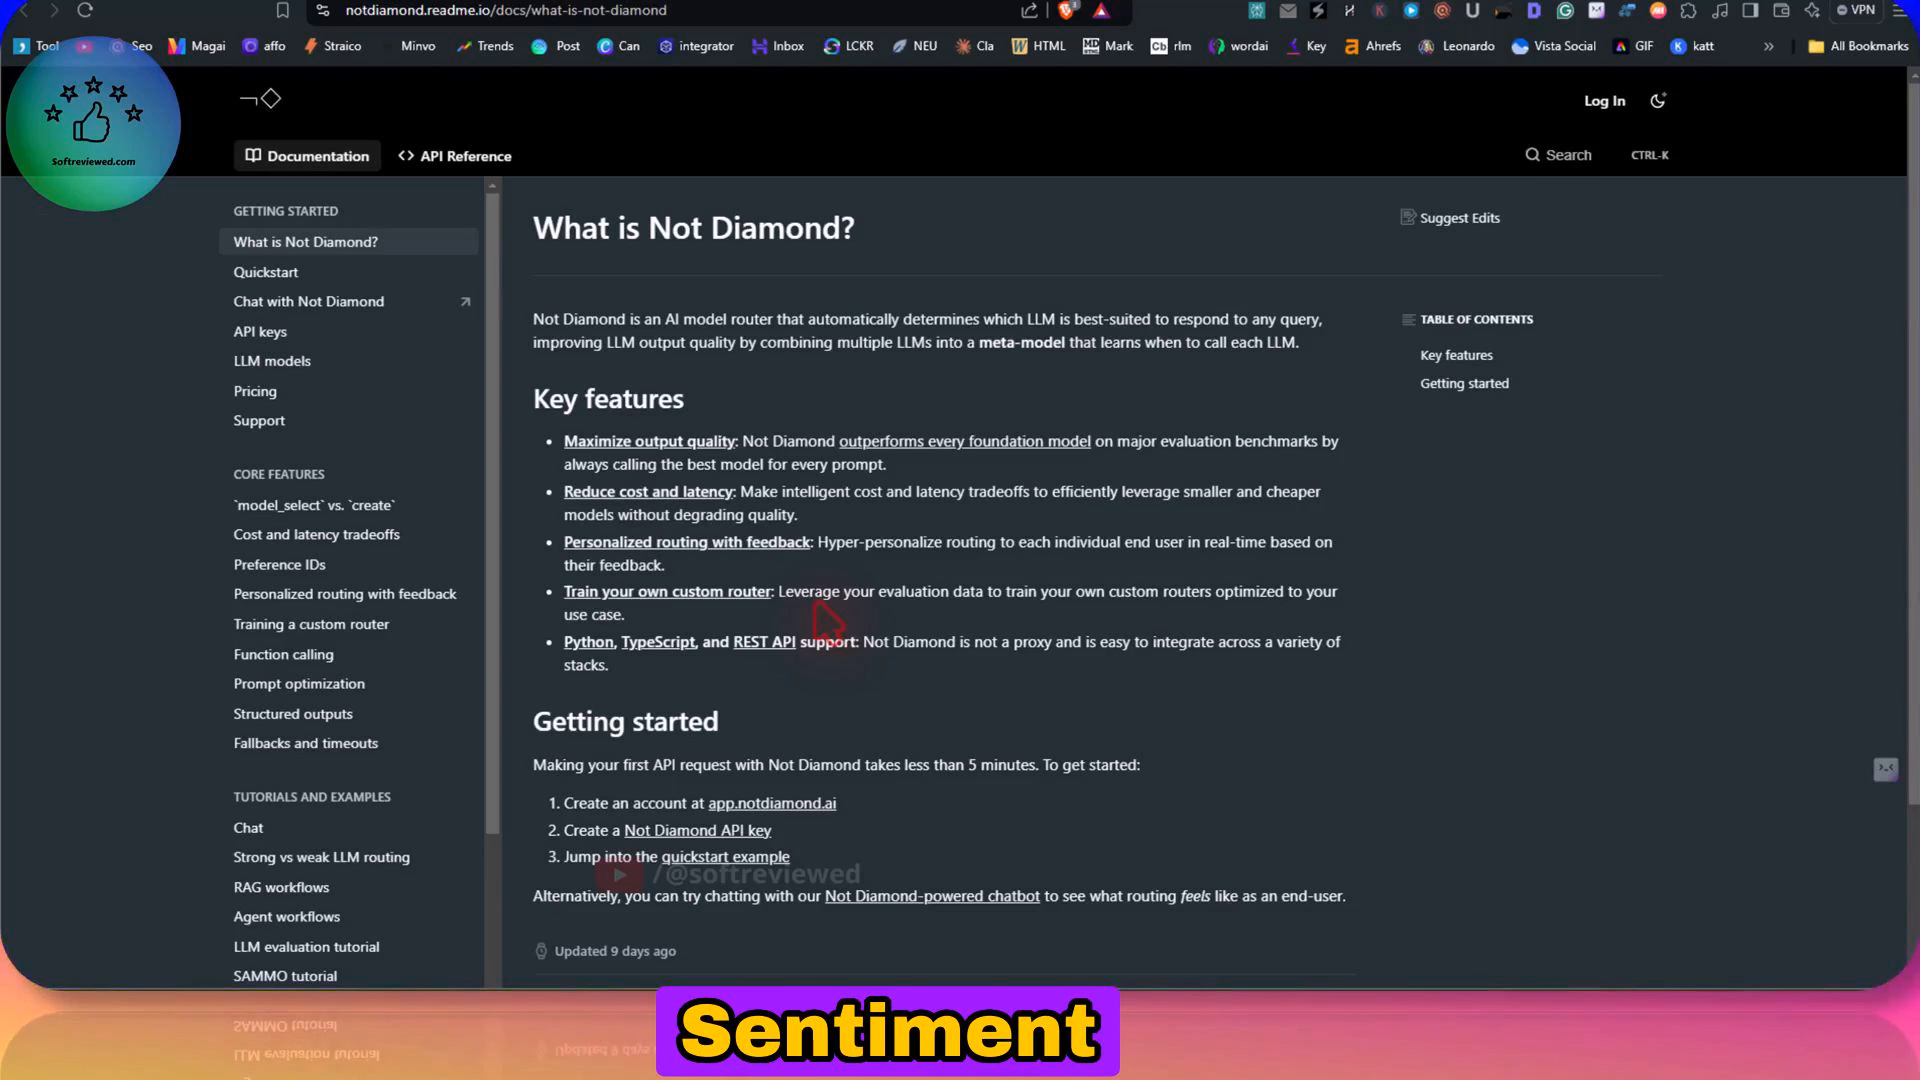 notdiamond.readme.io/docs/what-is-not-diamond
VPN
Tool
Seo
Magai
affo
Straico
Minvo
Trends
Post
Can
integrator
Inbox
LCKR
NEU
Cla
HTML
Mark
rlm
wordai
Key
Ahrefs
Leonardo
Vista Social
GIF
katt
» All Bookmarks
Softreviewed.com
Log In
Documentation
<> API Reference
Search CTRL-K
GETTING STARTED
What is Not Diamond?
Quickstart
Chat with Not Diamond
API keys
LLM models
Pricing
Support
CORE FEATURES
`model_select` vs. `create`
Cost and latency tradeoffs
Preference IDs
Personalized routing with feedback
Training a custom router
Function calling
Prompt optimization
Structured outputs
Fallbacks and timeouts
TUTORIALS AND EXAMPLES
Chat
Strong vs weak LLM routing
RAG workflows
Agent workflows
LLM evaluation tutorial
SAMMO tutorial
What is Not Diamond?
Not Diamond is an AI model router that automatically determines which LLM is best-suited to respond to any query,
improving LLM output quality by combining multiple LLMs into a meta-model that learns when to call each LLM.
Key features
• Maximize output quality: Not Diamond outperforms every foundation model on major evaluation benchmarks by
always calling the best model for every prompt.
• Reduce cost and latency: Make intelligent cost and latency tradeoffs to efficiently leverage smaller and cheaper
models without degrading quality.
• Personalized routing with feedback: Hyper-personalize routing to each individual end user in real-time based on
their feedback.
• Train your own custom router: Leverage your evaluation data to train your own custom routers optimized to your
use case.
• Python, TypeScript, and REST API support: Not Diamond is not a proxy and is easy to integrate across a variety of
stacks.
Getting started
Making your first API request with Not Diamond takes less than 5 minutes. To get started:
1. Create an account at app.notdiamond.ai
2. Create a Not Diamond API key
3. Jump into the quickstart example
/@softreviewed
Alternatively, you can try chatting with our Not Diamond-powered chatbot to see what routing feels like as an end-user.
Updated 9 days ago
Suggest Edits
TABLE OF CONTENTS
Key features
Getting started
Sentiment
SAMMO tutorial
LLM evaluation tutorial
Updated 9 days